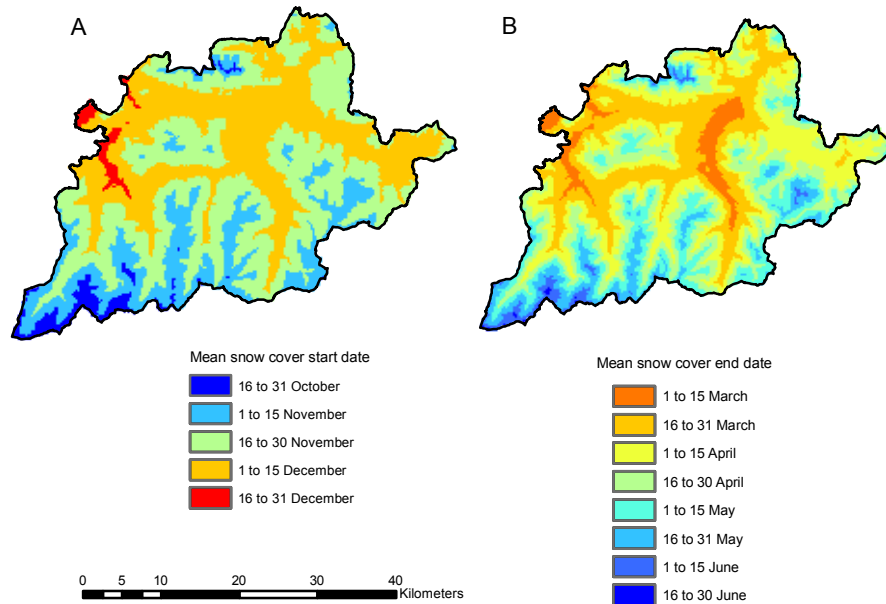 A
B
Mean snow cover start date
16 to 31 October
1 to 15 November
16 to 30 November
1 to 15 December
16 to 31 December
Mean snow cover end date
1 to 15 March
16 to 31 March
1 to 15 April
16 to 30 April
1 to 15 May
16 to 31 May
1 to 15 June
16 to 30 June
0 5 10 20 30 40
Kilometers